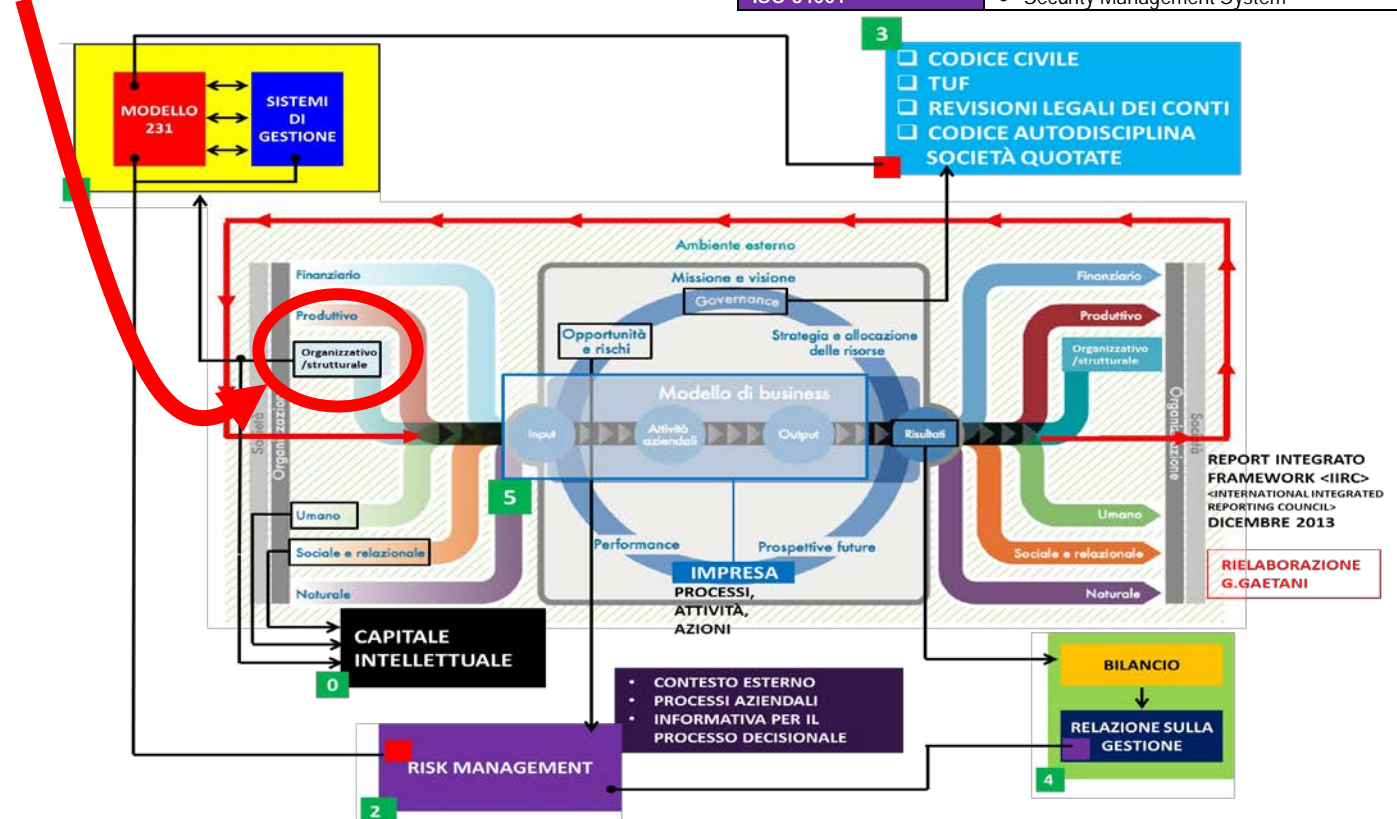 Security Management System
3
CODICE CIVILE
TUF
REVISIONI LEGALI DEI CONTI
CODICE AUTODISCIPLINA
SOCIETÀ QUOTATE
MODELLO
231
SISTEMI
DI
GESTIONE
Ambiente esterno
Missione e visione
Governance
Opportunità
e rischi
Strategia e allocazione
delle risorse
Modello di business
Input
Attività
aziendali
Output
Risultati
Performance
Prospettive future
Finanziario
Produttivo
Organizzativo
/strutturale
Umano
Sociale e relazionale
Naturale
Società
Organizzazione
Finanziario
Produttivo
Organizzativo
/strutturale
Umano
Sociale e relazionale
Naturale
Organizzazione
Società
5
IMPRESA
PROCESSI,
ATTIVITÀ,
AZIONI
REPORT INTEGRATO
FRAMEWORK <IIRC>
<INTERNATIONAL INTEGRATED
REPORTING COUNCIL>
DICEMBRE 2013
RIELABORAZIONE
G.GAETANI
CAPITALE
INTELLETTUALE
0
• CONTESTO ESTERNO
• PROCESSI AZIENDALI
• INFORMATIVA PER IL
PROCESSO DECISIONALE
RISK MANAGEMENT
2
BILANCIO
RELAZIONE SULLA
GESTIONE
4